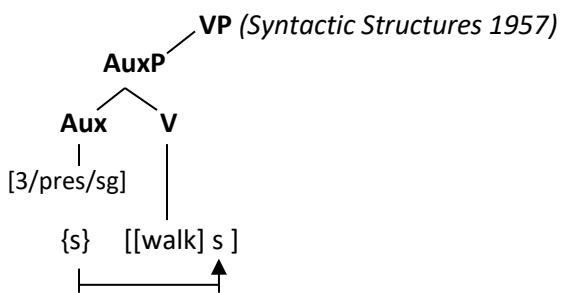 VP (Syntactic Structures 1957)
AuxP
Aux V
[3/pres/sg]
{s} [[walk] s ]